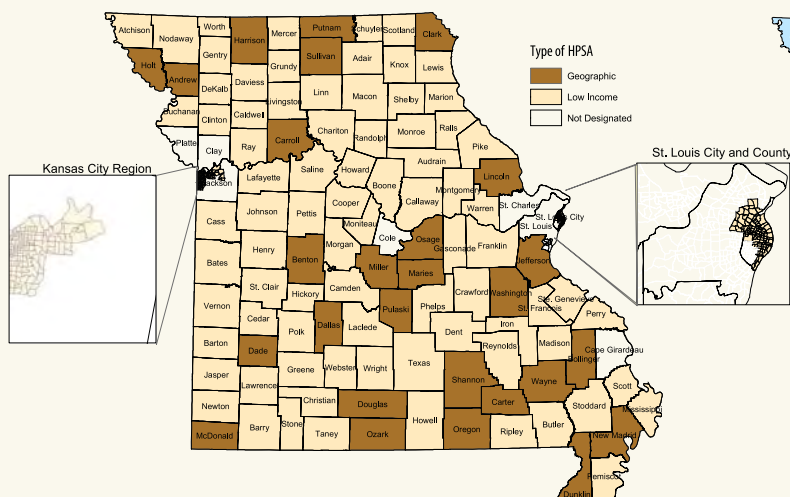 Type of HPSA
Geographic
Low Income
Not Designated
Kansas City Region
St. Louis City and County
Atchison
Nodaway
Worth
Harrison
Mercer
Putnam
Schuyler
Scotland
Clark
Gentry
Sullivan
Adair
Knox
Lewis
Holt
Andrew
DeKalb
Daviess
Grundy
Linn
Macon
Shelby
Marion
Buchanan
Clinton
Caldwell
Livingston
Chariton
Randolph
Monroe
Ralls
Platte
Clay
Ray
Carroll
Pike
Jackson
Lafayette
Saline
Howard
Boone
Audrain
Lincoln
Callaway
Montgomery
Warren
St. Charles
Cass
Johnson
Pettis
Cooper
Moniteau
Cole
Osage
Gasconade
Franklin
St. Louis
City
Bates
Henry
Benton
Morgan
Miller
Maries
Jefferson
St. Clair
Hickory
Camden
Pulaski
Phelps
Crawford
Washington
Ste. Genevieve
St. Francois
Perry
Vernon
Cedar
Polk
Dallas
Laclede
Dent
Iron
Reynolds
Madison
Bollinger
Cape Girardeau
Barton
Dade
Greene
Webster
Wright
Texas
Shannon
Wayne
Scott
Jasper
Lawrence
Christian
Douglas
Carter
Stoddard
Mississippi
Newton
Barry
Stone
Taney
Ozark
Howell
Oregon
Ripley
Butler
New Madrid
McDonald
Pemiscot
Dunklin